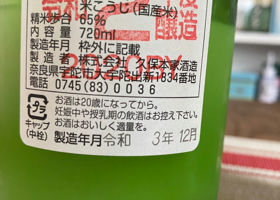 米こうじ(国産米)
精米歩合 65%
醸造
内容量 720ml
製造年月 枠外に記載
製造者 株式会社 久保本家酒造
奈良県宇陀市大宇陀出新1834番地
電話 0745(83)0036
プラ
キャップ
(中栓)
お酒は20歳になってから。
妊娠中や授乳期の飲酒はお控え下さい。
お酒はおいしく適量を。
製造年月 令和 3年 12月